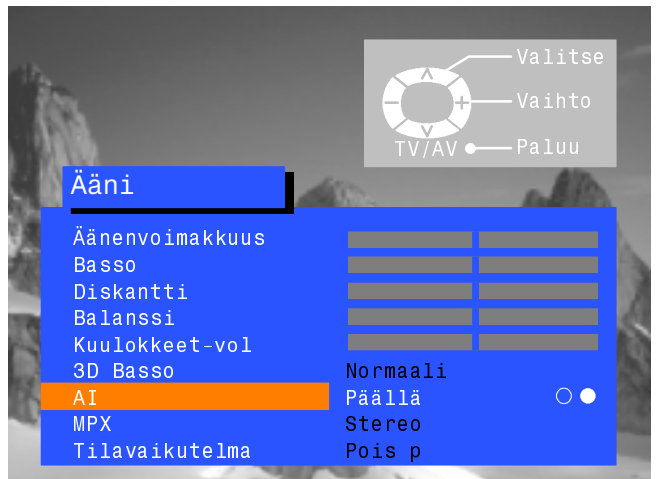 Valitse
Vaihto
TV/AV Paluu
Ääni
Äänenvoimakkuus
Basso
Diskantti
Balanssi
Kuulokkeet-vol
3D Basso Normaali
AI Päällä
MPX Stereo
Tilavaikutelma Pois p